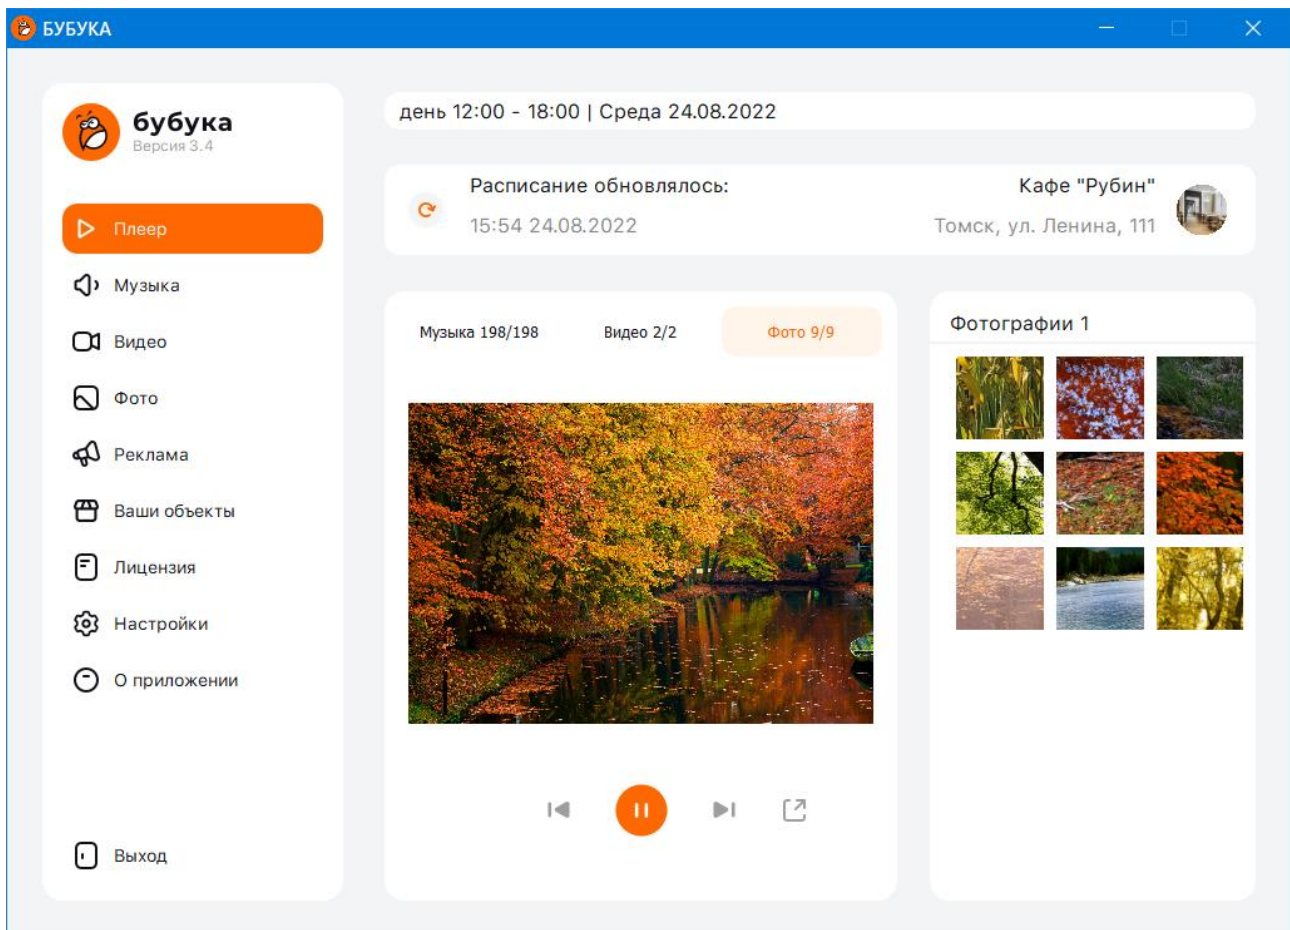 БУБУКА
бубука
Версия 3.4
Плеер
Музыка
Видео
Фото
Реклама
Ваши объекты
Лицензия
Настройки
О приложении
Выход
день 12:00 - 18:00 | Среда 24.08.2022
Расписание обновлялось:
15:54 24.08.2022
Кафе "Рубин"
Томск, ул. Ленина, 111
Музыка 198/198
Видео 2/2
Фото 9/9
Фотографии 1